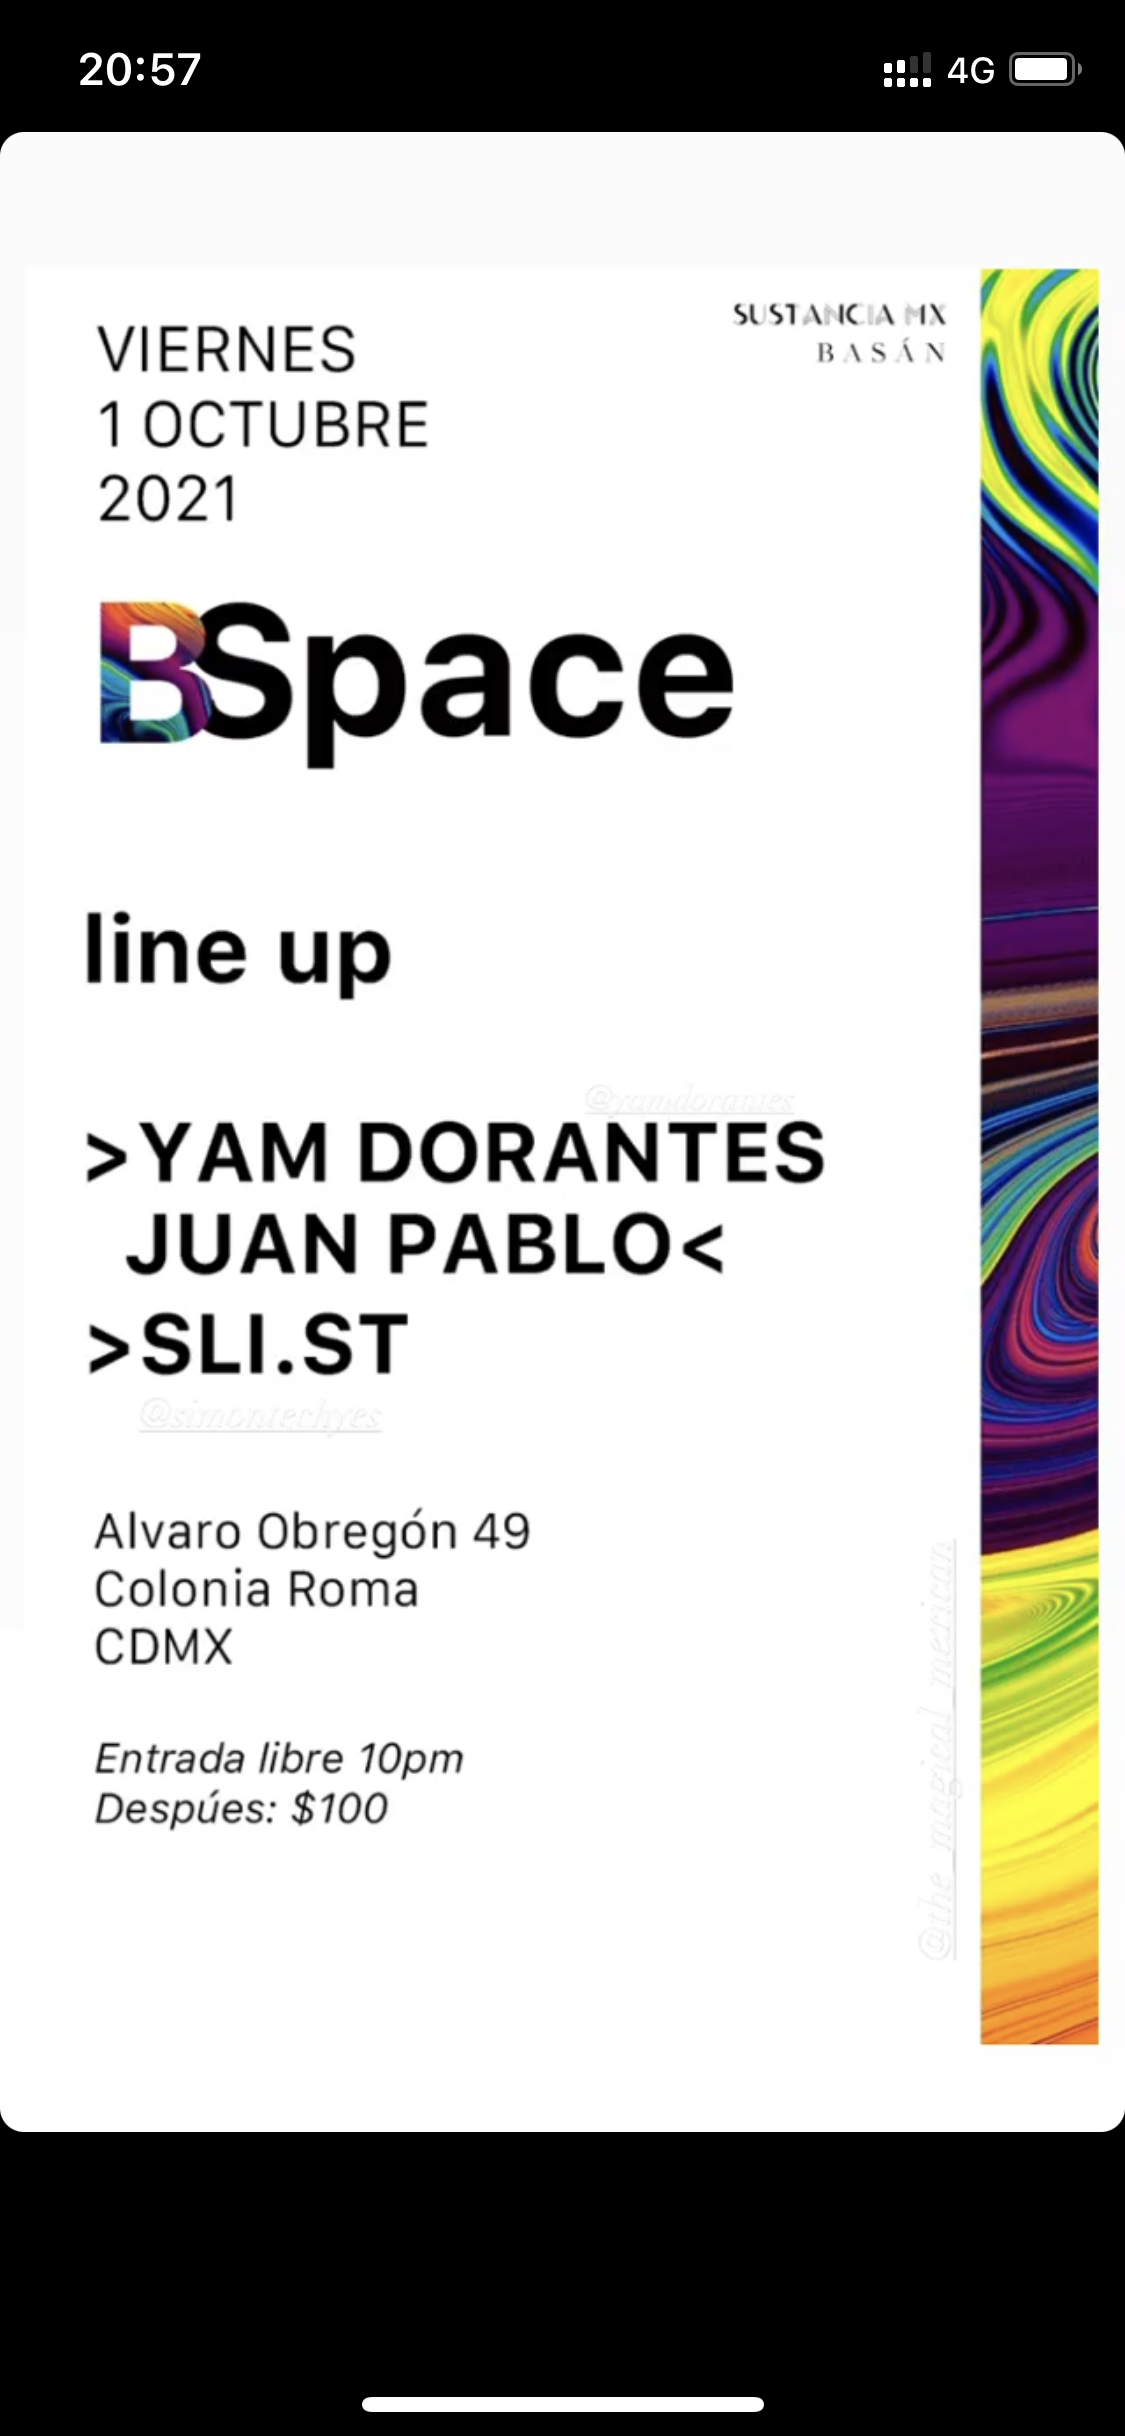 20:57
4G
VIERNES
1 OCTUBRE
2021
SUSTANCIA MX
BASÁN
BSpace
line up
@yamdorantes
>YAM DORANTES
JUAN PABLO<
>SLI.ST
@simontechyes
Alvaro Obregón 49
Colonia Roma
CDMX
Entrada libre 10pm
Despúes: $100
@the_magical_mexican